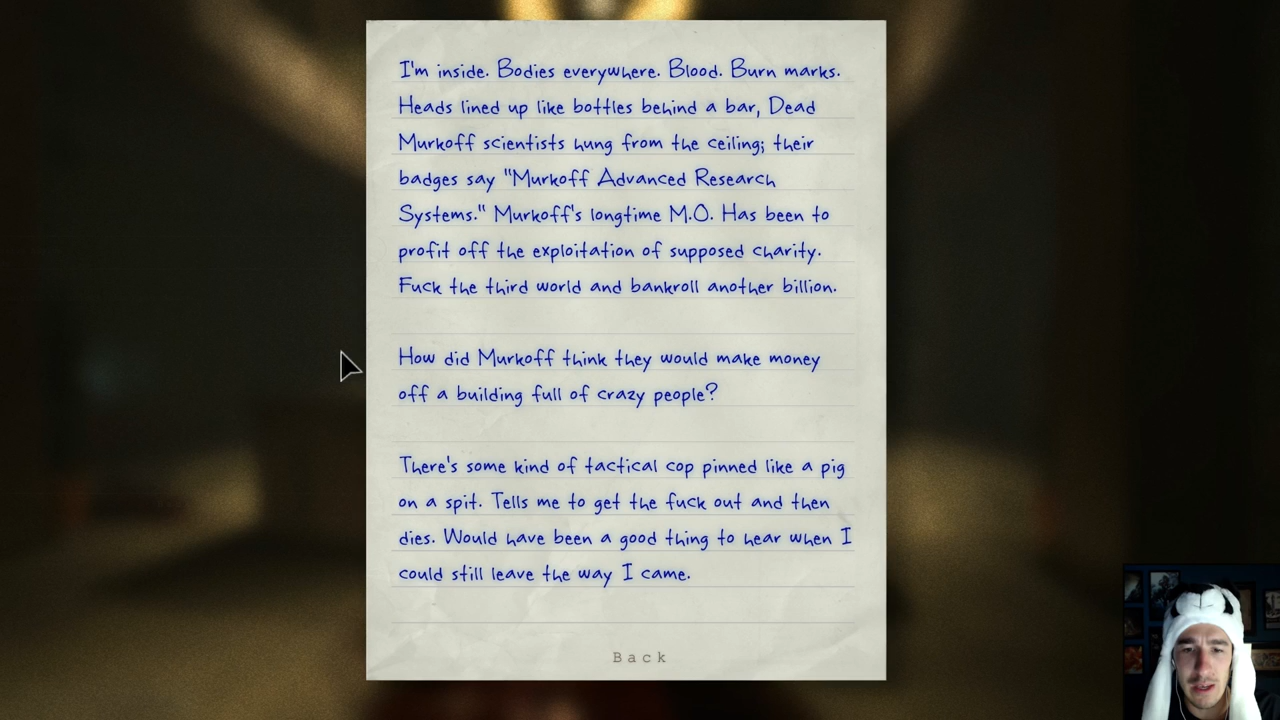 I'm inside. Bodies everywhere. Blood. Burn marks.
Heads lined up like bottles behind a bar, Dead
Murkoff scientists hung from the ceiling; their
badges say "Murkoff Advanced Research
Systems." Murkoff's longtime M.O. Has been to
profit off the exploitation of supposed charity.
Fuck the third world and bankroll another billion.
How did Murkoff think they would make money
off a building full of crazy people?
There's some kind of tactical cop pinned like a pig
on a spit. Tells me to get the fuck out and then
dies. Would have been a good thing to hear when I
could still leave the way I came.
Back